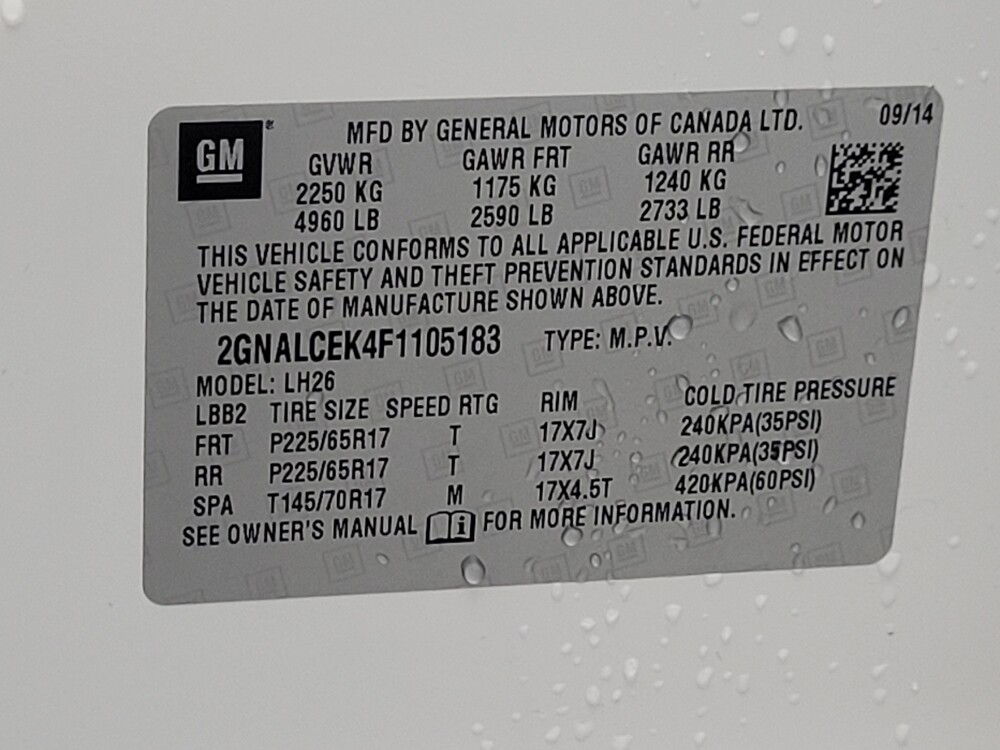 GM
MFD BY GENERAL MOTORS OF CANADA LTD. 09/14
GVWR GAWR FRT GAWR RR
2250 KG 1175 KG 1240 KG
4960 LB 2590 LB 2733 LB
THIS VEHICLE CONFORMS TO ALL APPLICABLE U.S. FEDERAL MOTOR
VEHICLE SAFETY AND THEFT PREVENTION STANDARDS IN EFFECT ON
THE DATE OF MANUFACTURE SHOWN ABOVE.
2GNALCEK4F1105183 TYPE: M.P.V.
MODEL: LH26
LBB2 TIRE SIZE SPEED RTG RIM COLD TIRE PRESSURE
FRT P225/65R17 T 17X7J 240KPA(35PSI)
RR P225/65R17 T 17X7J 240KPA(35PSI)
SPA T145/70R17 M 17X4.5T 420KPA(60PSI)
SEE OWNER'S MANUAL i FOR MORE INFORMATION.